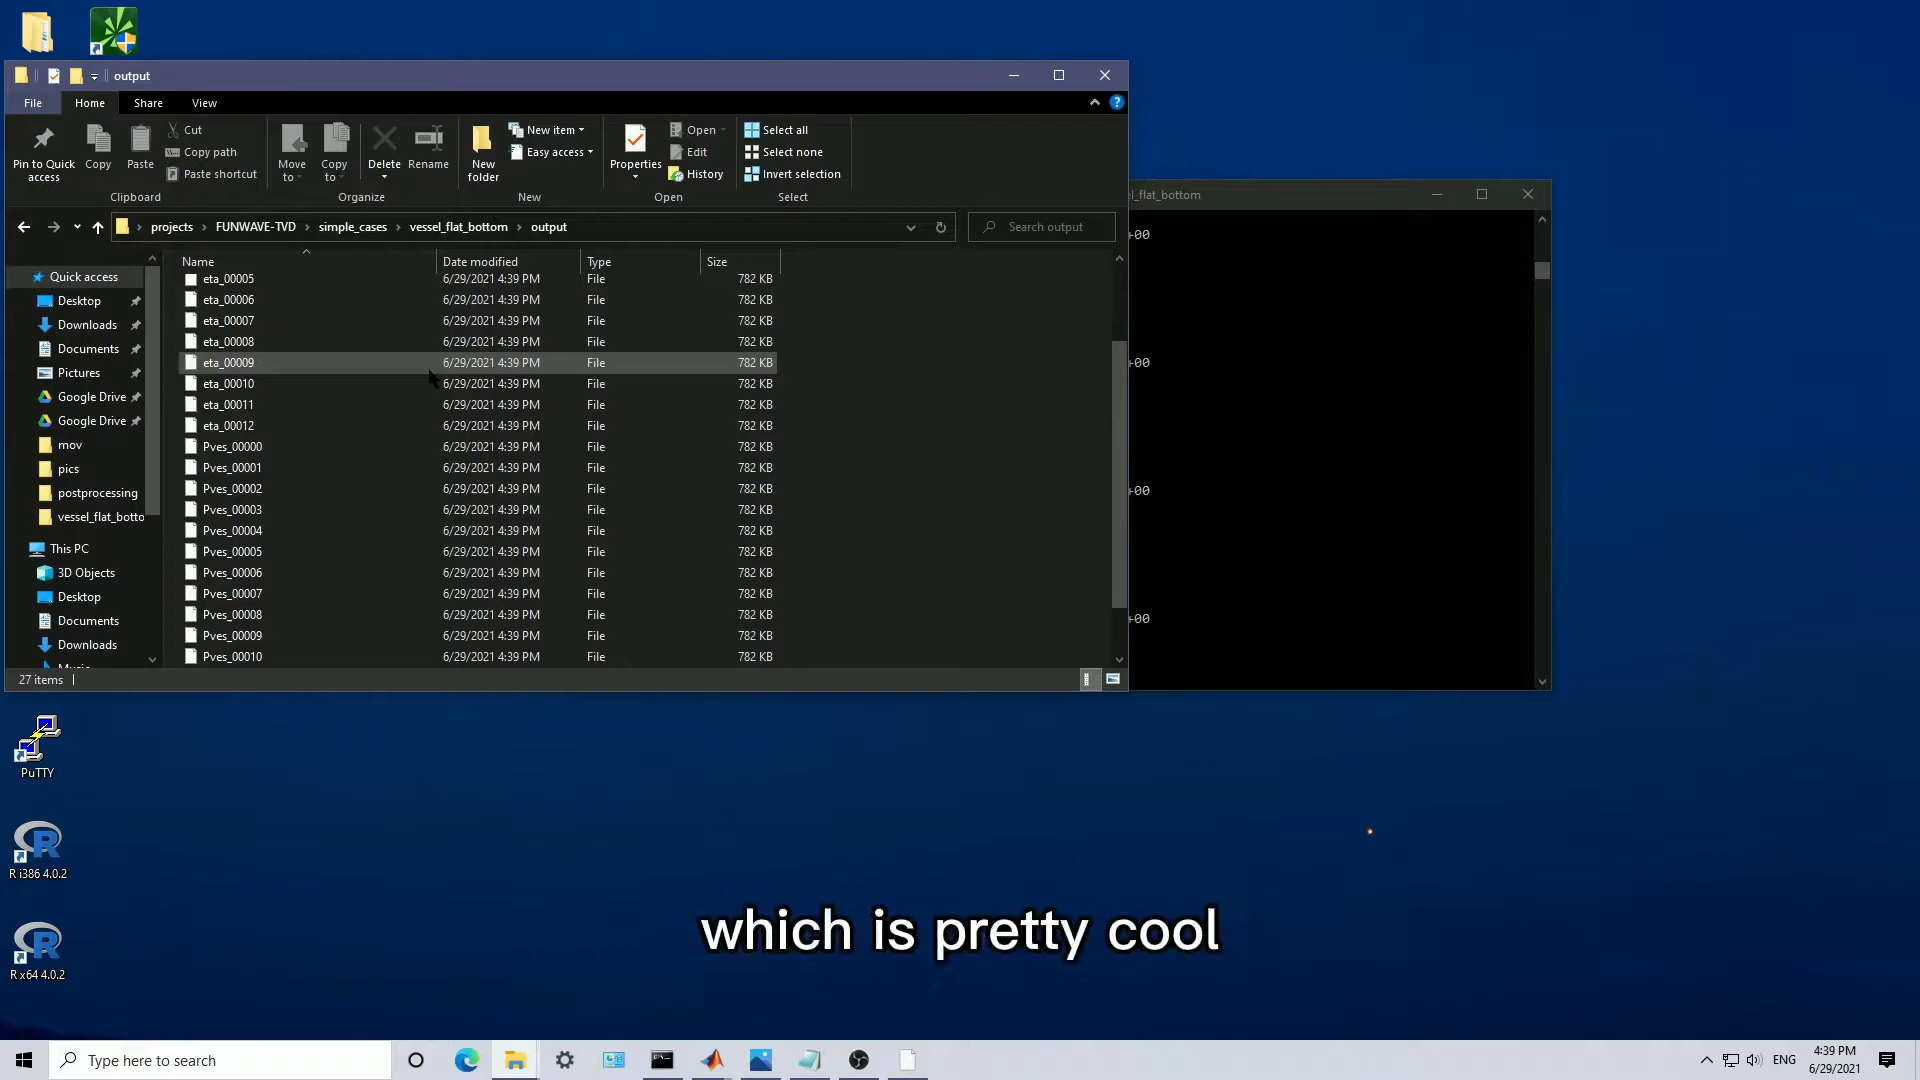 output
File
Home
Share
View
Pin to Quick access
Copy
Paste
Cut
Copy path
Paste shortcut
Clipboard
Move to
Copy to
Delete
Rename
Organize
New folder
New item
Easy access
New
Properties
Open
Edit
History
Open
Select all
Select none
Invert selection
Select
projects > FUNWAVE-TVD > simple_cases > vessel_flat_bottom > output
Search output
el_flat_bottom
Name Date modified Type Size
eta_00005 6/29/2021 4:39 PM File 782 KB
eta_00006 6/29/2021 4:39 PM File 782 KB
eta_00007 6/29/2021 4:39 PM File 782 KB
eta_00008 6/29/2021 4:39 PM File 782 KB
eta_00009 6/29/2021 4:39 PM File 782 KB
eta_00010 6/29/2021 4:39 PM File 782 KB
eta_00011 6/29/2021 4:39 PM File 782 KB
eta_00012 6/29/2021 4:39 PM File 782 KB
Pves_00000 6/29/2021 4:39 PM File 782 KB
Pves_00001 6/29/2021 4:39 PM File 782 KB
Pves_00002 6/29/2021 4:39 PM File 782 KB
Pves_00003 6/29/2021 4:39 PM File 782 KB
Pves_00004 6/29/2021 4:39 PM File 782 KB
Pves_00005 6/29/2021 4:39 PM File 782 KB
Pves_00006 6/29/2021 4:39 PM File 782 KB
Pves_00007 6/29/2021 4:39 PM File 782 KB
Pves_00008 6/29/2021 4:39 PM File 782 KB
Pves_00009 6/29/2021 4:39 PM File 782 KB
Pves_00010 6/29/2021 4:39 PM File 782 KB
Quick access
Desktop
Downloads
Documents
Pictures
Google Drive
Google Drive
mov
pics
postprocessing
vessel_flat_botto
This PC
3D Objects
Desktop
Documents
Downloads
Music
27 items
+00
+00
+00
+00
PuTTY
R i386 4.0.2
R x64 4.0.2
which is pretty cool
Type here to search
ENG
4:39 PM
6/29/2021